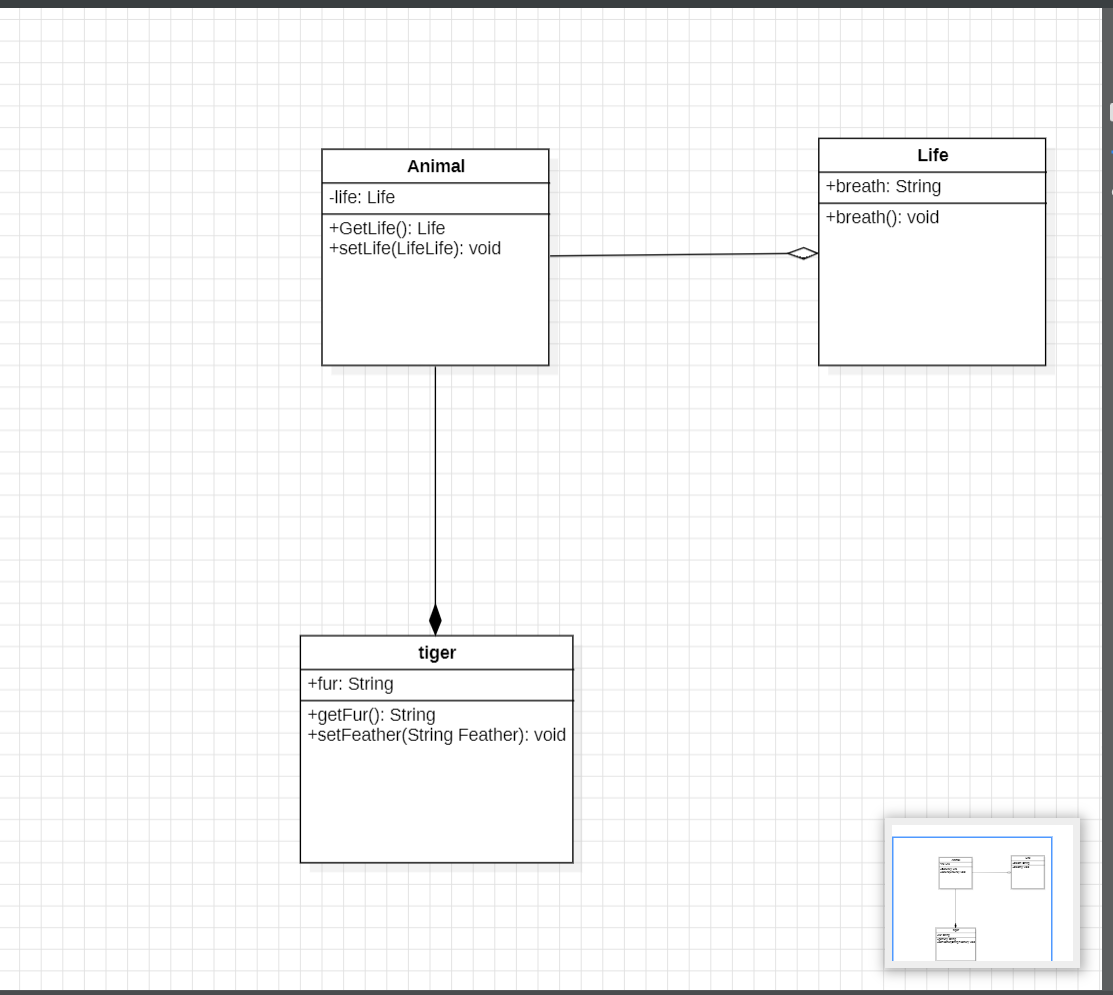 Animal
-life: Life
+GetLife(): Life
+setLife(LifeLife): void
Life
+breath: String
+breath(): void
tiger
+fur: String
+getFur(): String
+setFeather(String Feather): void